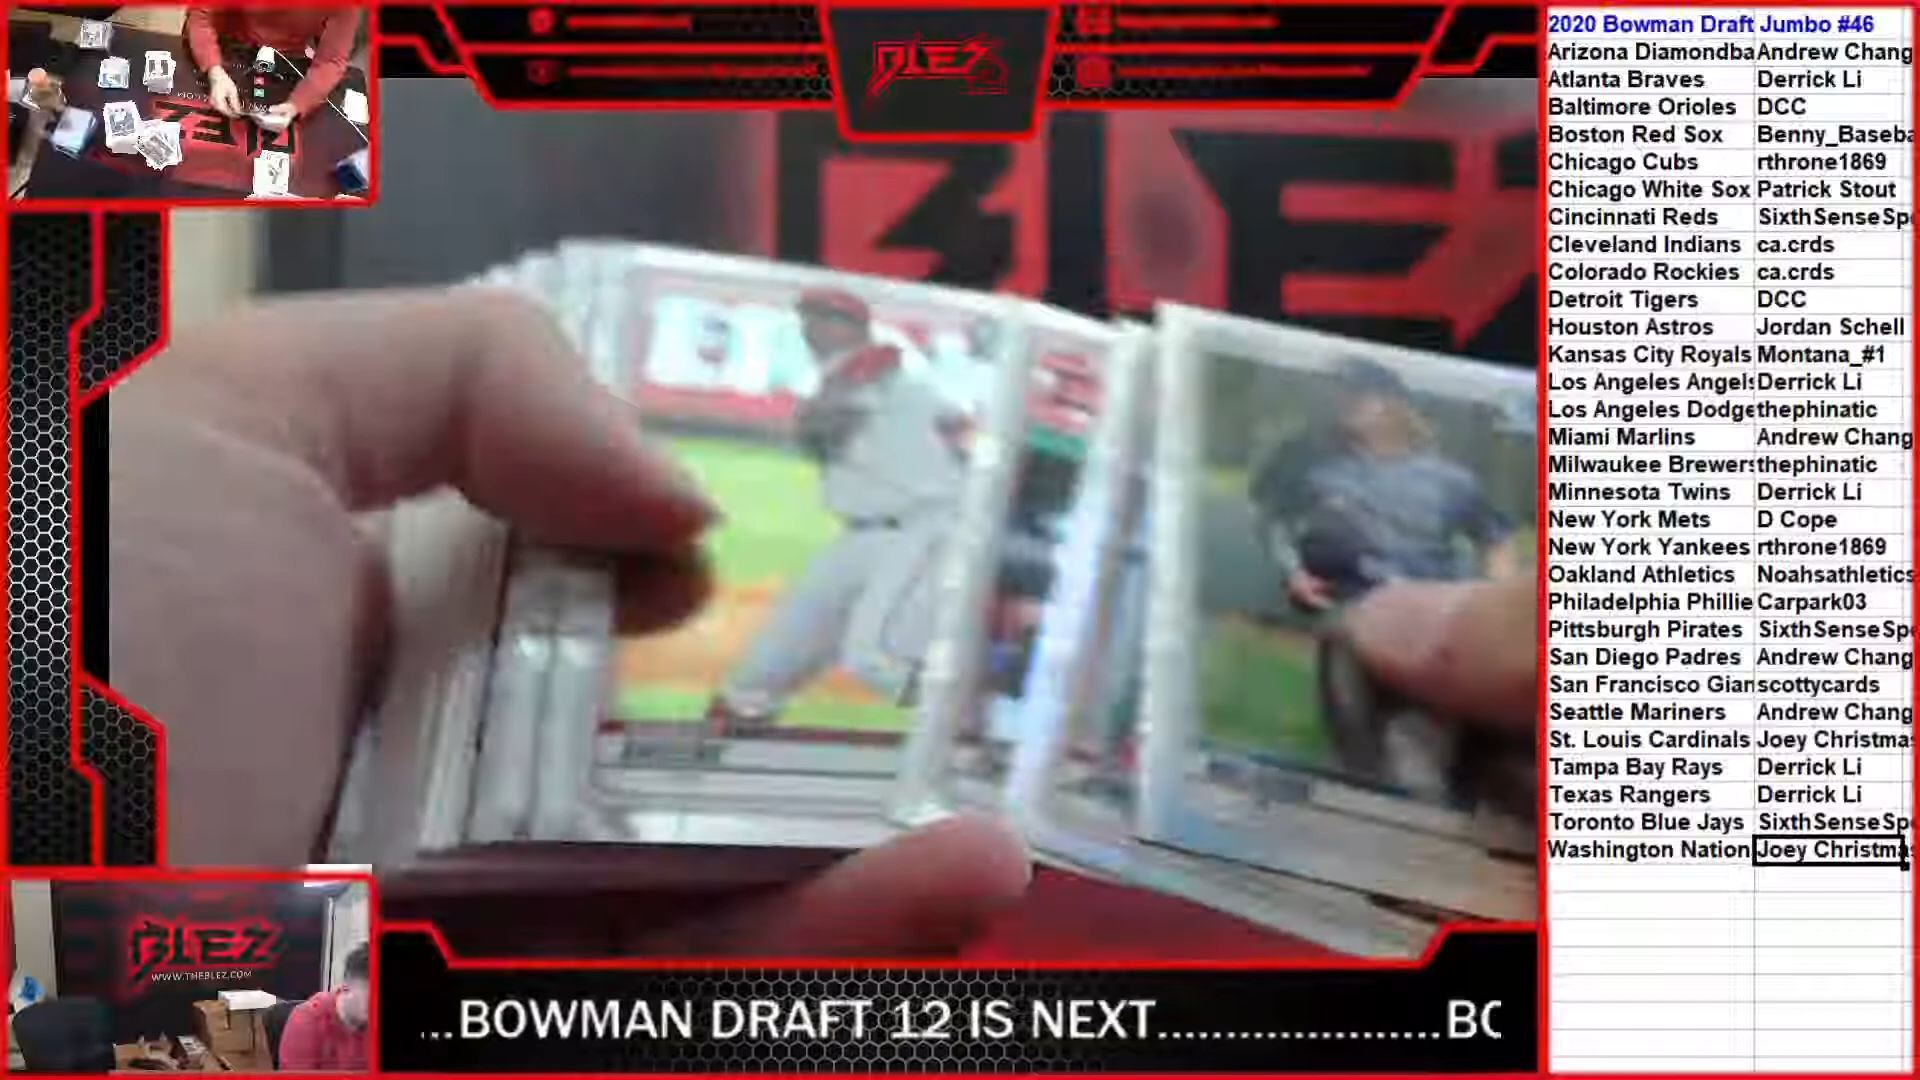 BLEZ
BLEZ
2020 Bowman Draft Jumbo #46
Arizona Diamondba Andrew Chang
Atlanta Braves Derrick Li
Baltimore Orioles DCC
Boston Red Sox Benny_Baseba
Chicago Cubs rthrone1869
Chicago White Sox Patrick Stout
Cincinnati Reds SixthSenseSp
Cleveland Indians ca.crds
Colorado Rockies ca.crds
Detroit Tigers DCC
Houston Astros Jordan Schell
Kansas City Royals Montana_#1
Los Angeles Angels Derrick Li
Los Angeles Dodge thephinatic
Miami Marlins Andrew Chang
Milwaukee Brewers thephinatic
Minnesota Twins Derrick Li
New York Mets D Cope
New York Yankees rthrone1869
Oakland Athletics Noahsathletics
Philadelphia Phillie Carpark03
Pittsburgh Pirates SixthSenseSp
San Diego Padres Andrew Chang
San Francisco Gian scottycards
Seattle Mariners Andrew Chang
St. Louis Cardinals Joey Christma
Tampa Bay Rays Derrick Li
Texas Rangers Derrick Li
Toronto Blue Jays SixthSenseSp
Washington Nation Joey Christma
BLEZ
BLEZ
WWW.THEBLEZ.COM
...BOWMAN DRAFT 12 IS NEXT......................BC